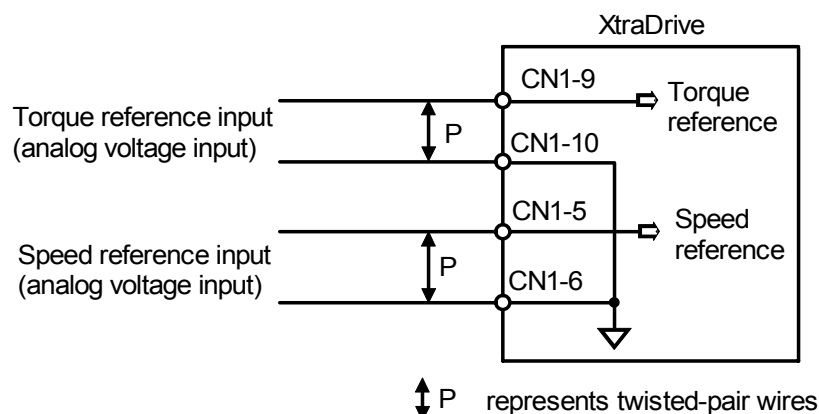 XtraDrive
CN1-9
Torque
reference
Torque reference input
(analog voltage input)
P
CN1-10
CN1-5
Speed
reference
Speed reference input
(analog voltage input)
P
CN1-6
P represents twisted-pair wires